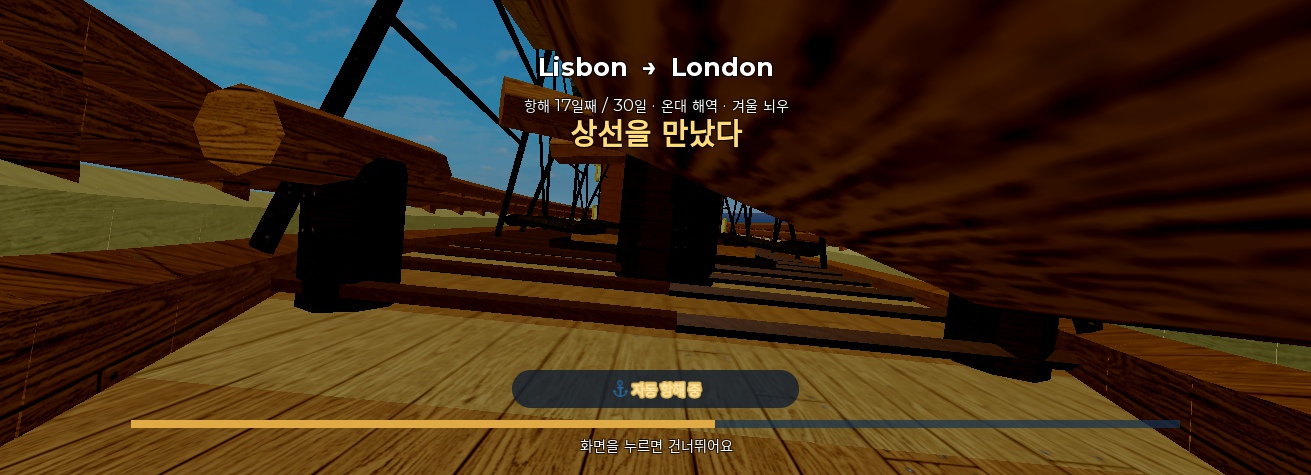 Lisbon → London
항해 17일째 / 30일 · 온대 해역 · 겨울 뇌우
상선을 만났다
⚓ 자동 항해 중
화면을 누르면 건너뛰어요